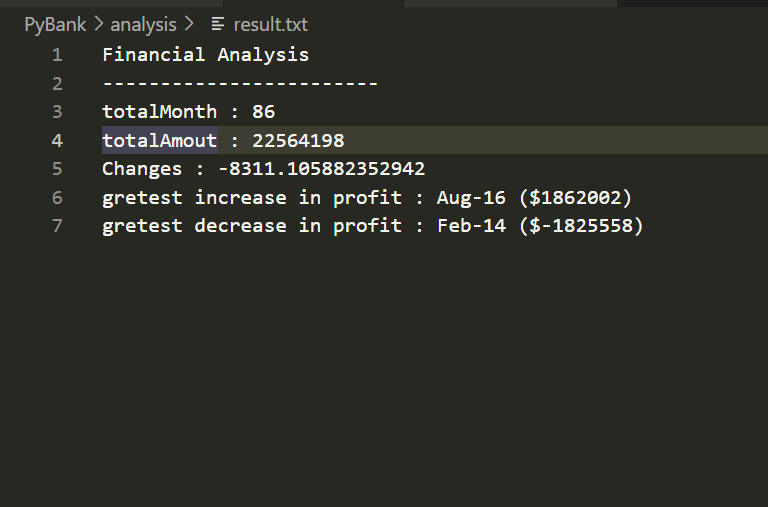 PyBank > analysis > result.txt
1 Financial Analysis
2 ------------------------
3 totalMonth : 86
4 totalAmout : 22564198
5 Changes : -8311.105882352942
6 gretest increase in profit : Aug-16 ($1862002)
7 gretest decrease in profit : Feb-14 ($-1825558)